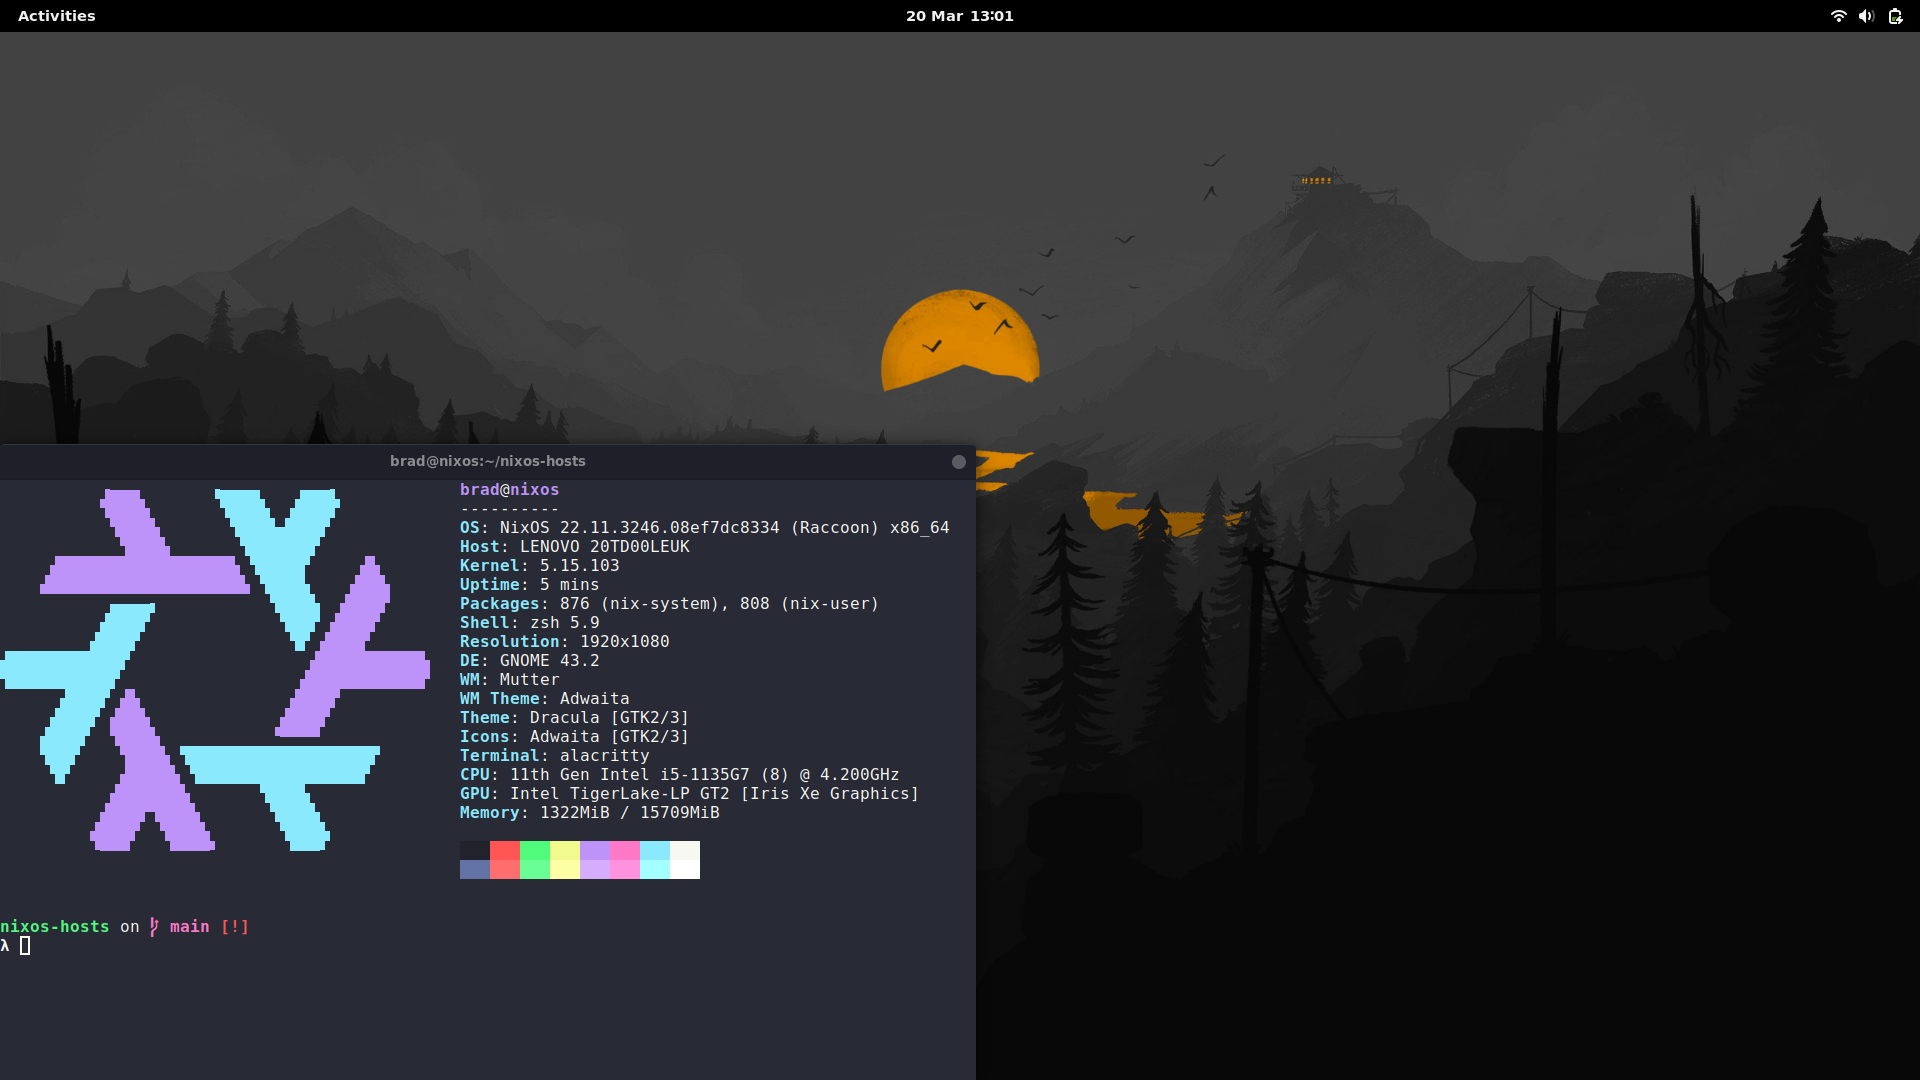 Activities
20 Mar 13:01
brad@nixos:~/nixos-hosts
brad@nixos
----------
OS: NixOS 22.11.3246.08ef7dc8334 (Raccoon) x86_64
Host: LENOVO 20TD00LEUK
Kernel: 5.15.103
Uptime: 5 mins
Packages: 876 (nix-system), 808 (nix-user)
Shell: zsh 5.9
Resolution: 1920x1080
DE: GNOME 43.2
WM: Mutter
WM Theme: Adwaita
Theme: Dracula [GTK2/3]
Icons: Adwaita [GTK2/3]
Terminal: alacritty
CPU: 11th Gen Intel i5-1135G7 (8) @ 4.200GHz
GPU: Intel TigerLake-LP GT2 [Iris Xe Graphics]
Memory: 1322MiB / 15709MiB
nixos-hosts on main [!]
λ